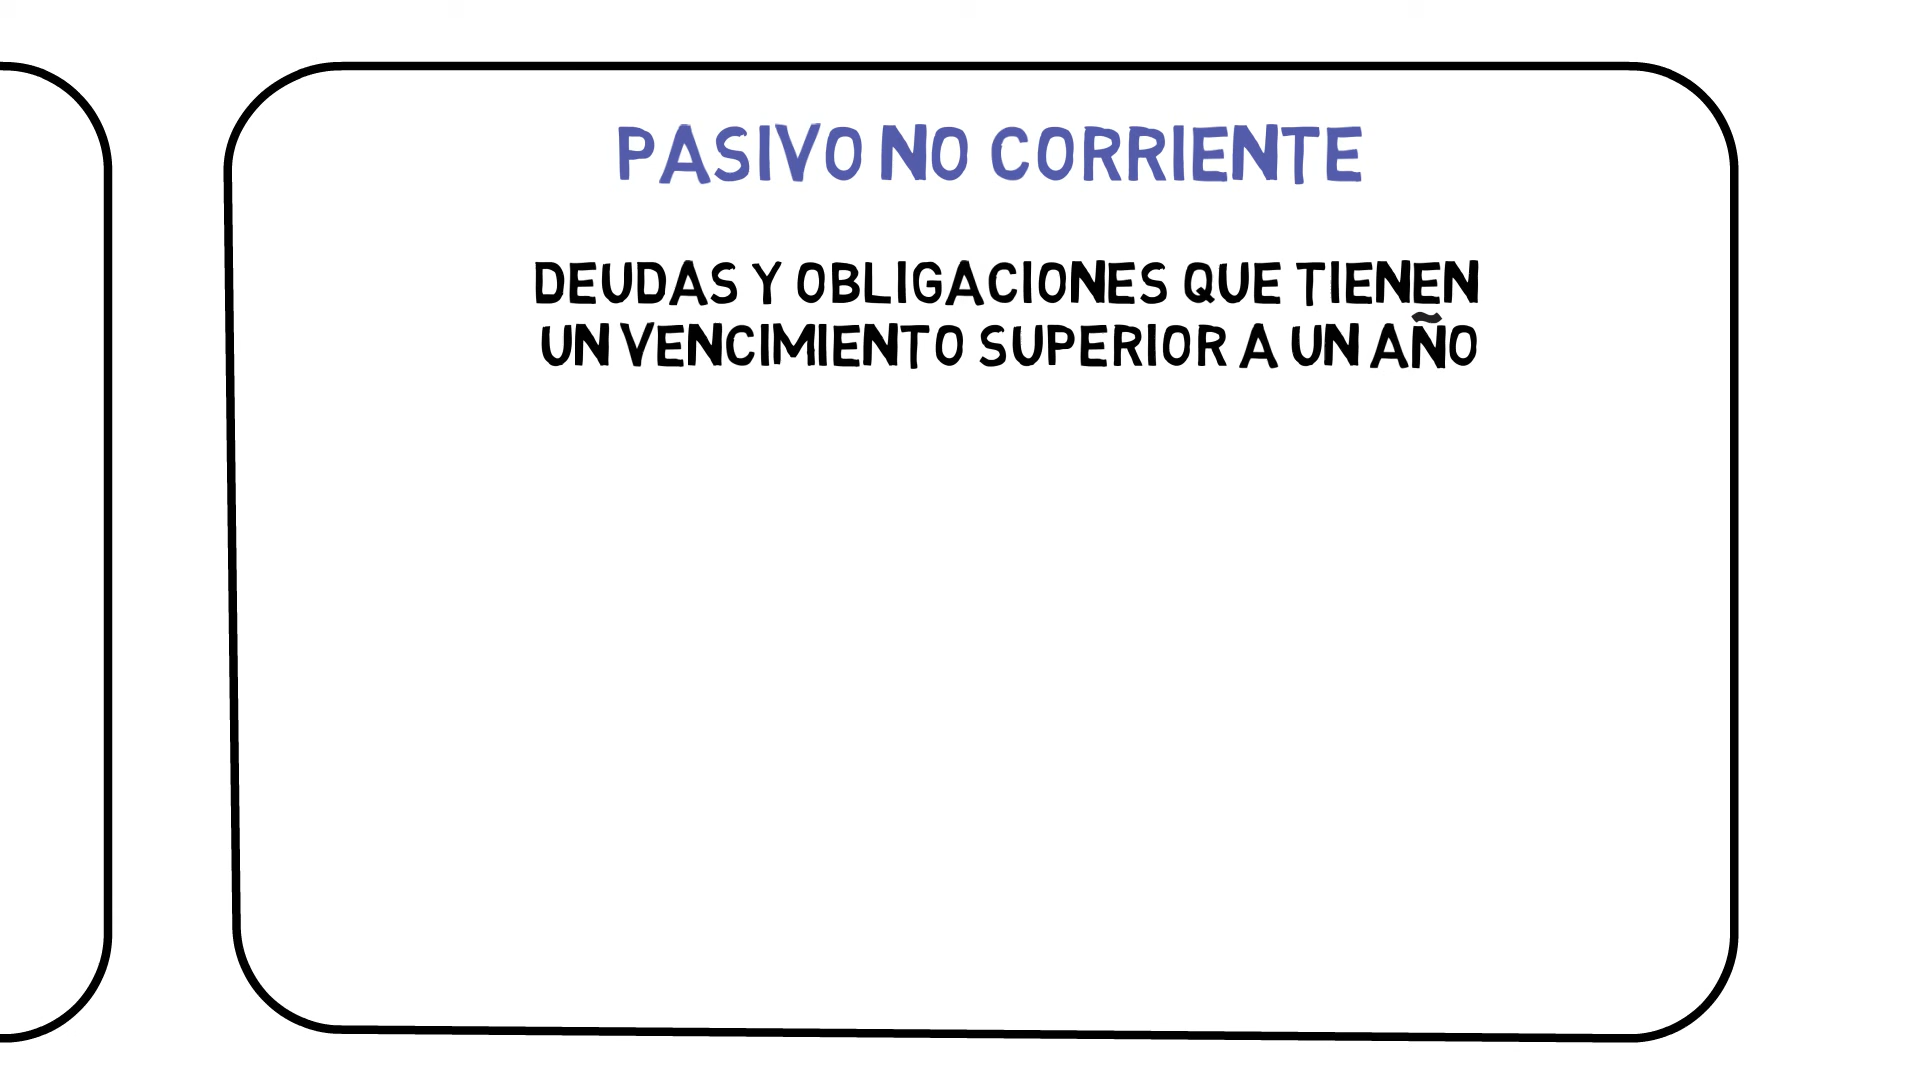 PASIVO NO CORRIENTE
DEUDAS Y OBLIGACIONES QUE TIENEN
UN VENCIMIENTO SUPERIOR A UN AÑO